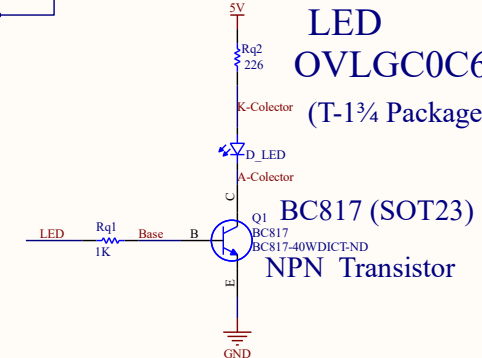 5V
LED
Rq2
226
OVLGC0C6
K-Colector
(T-1¾ Package
D_LED
A-Colector
C
Q1
BC817 (SOT23)
LED
Rq1
Base
B
BC817
1K
BC817-40WDICT-ND
NPN Transistor
E
GND